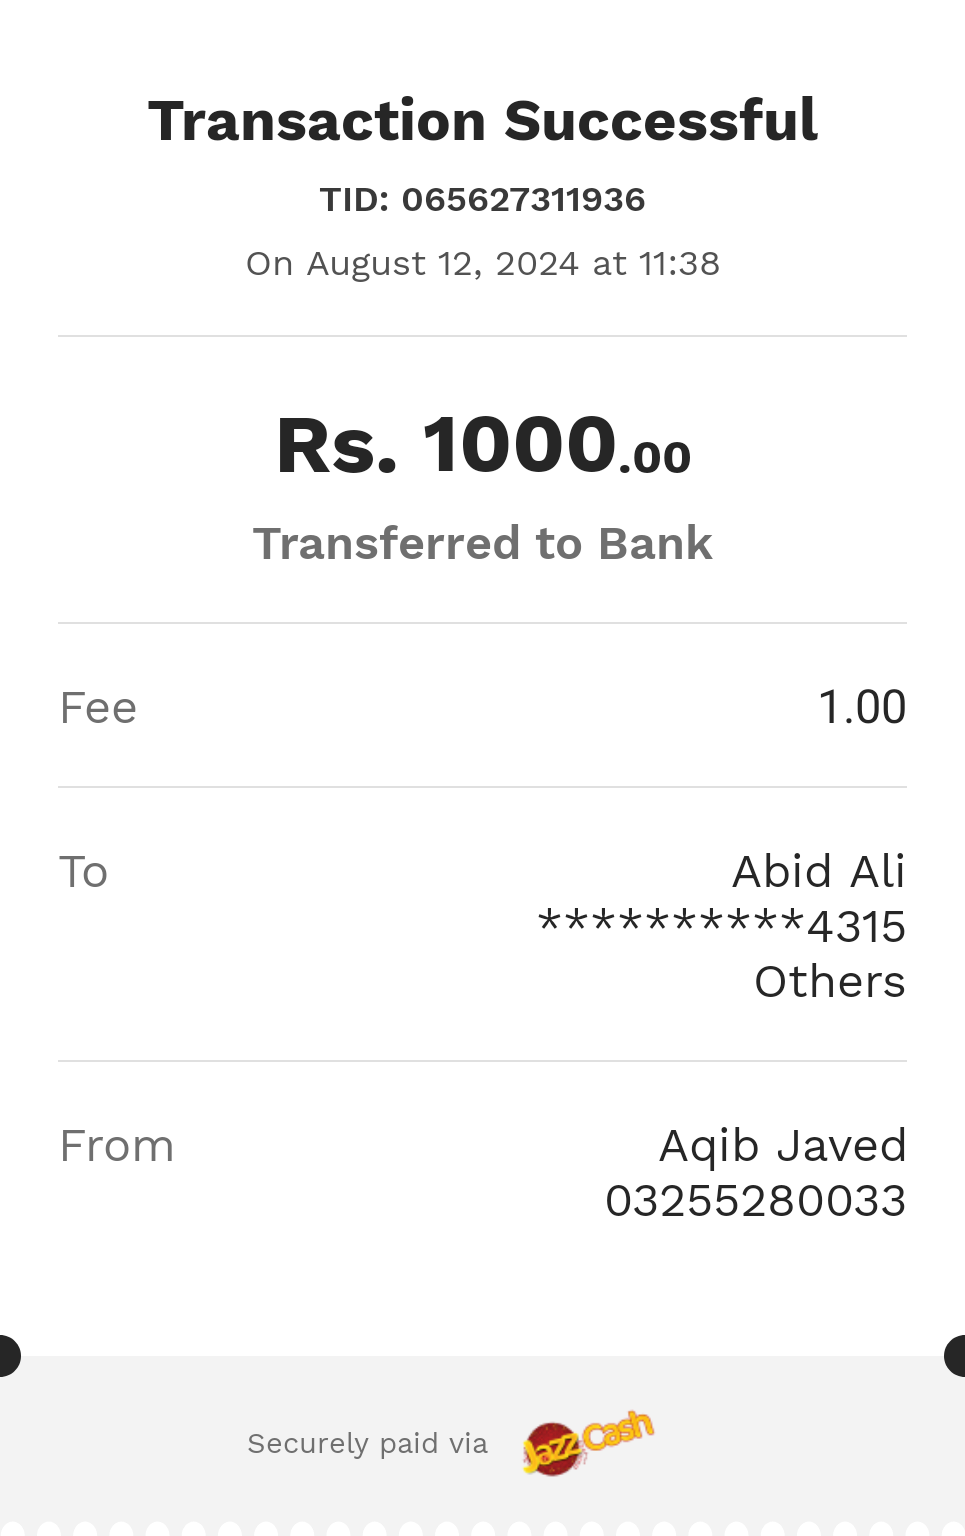 Transaction Successful
TID: 065627311936
On August 12, 2024 at 11:38
Rs. 1000.00
Transferred to Bank
Fee 1.00
To Abid Ali
**********4315
Others
From Aqib Javed
03255280033
Securely paid via JazzCash